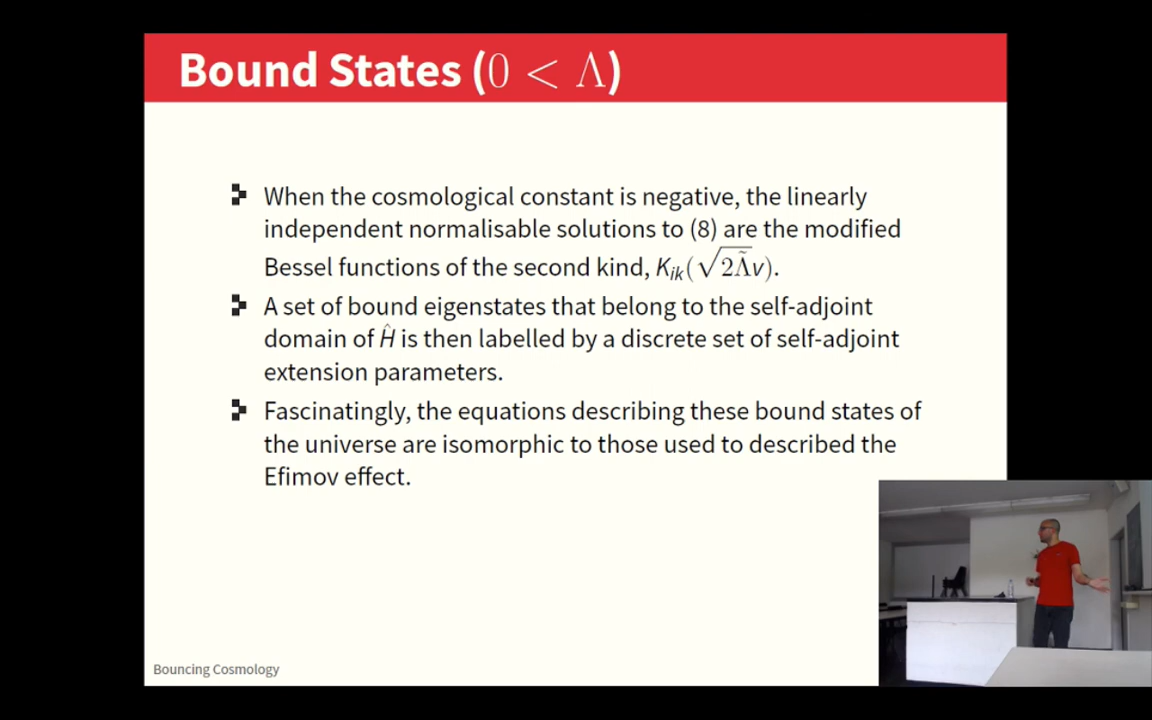 Bound States (0 < Λ)
When the cosmological constant is negative, the linearly
independent normalisable solutions to (8) are the modified
Bessel functions of the second kind, K_{ik}(√(2Λ̃)v).
A set of bound eigenstates that belong to the self-adjoint
domain of Ĥ is then labelled by a discrete set of self-adjoint
extension parameters.
Fascinatingly, the equations describing these bound states of
the universe are isomorphic to those used to described the
Efimov effect.
Bouncing Cosmology